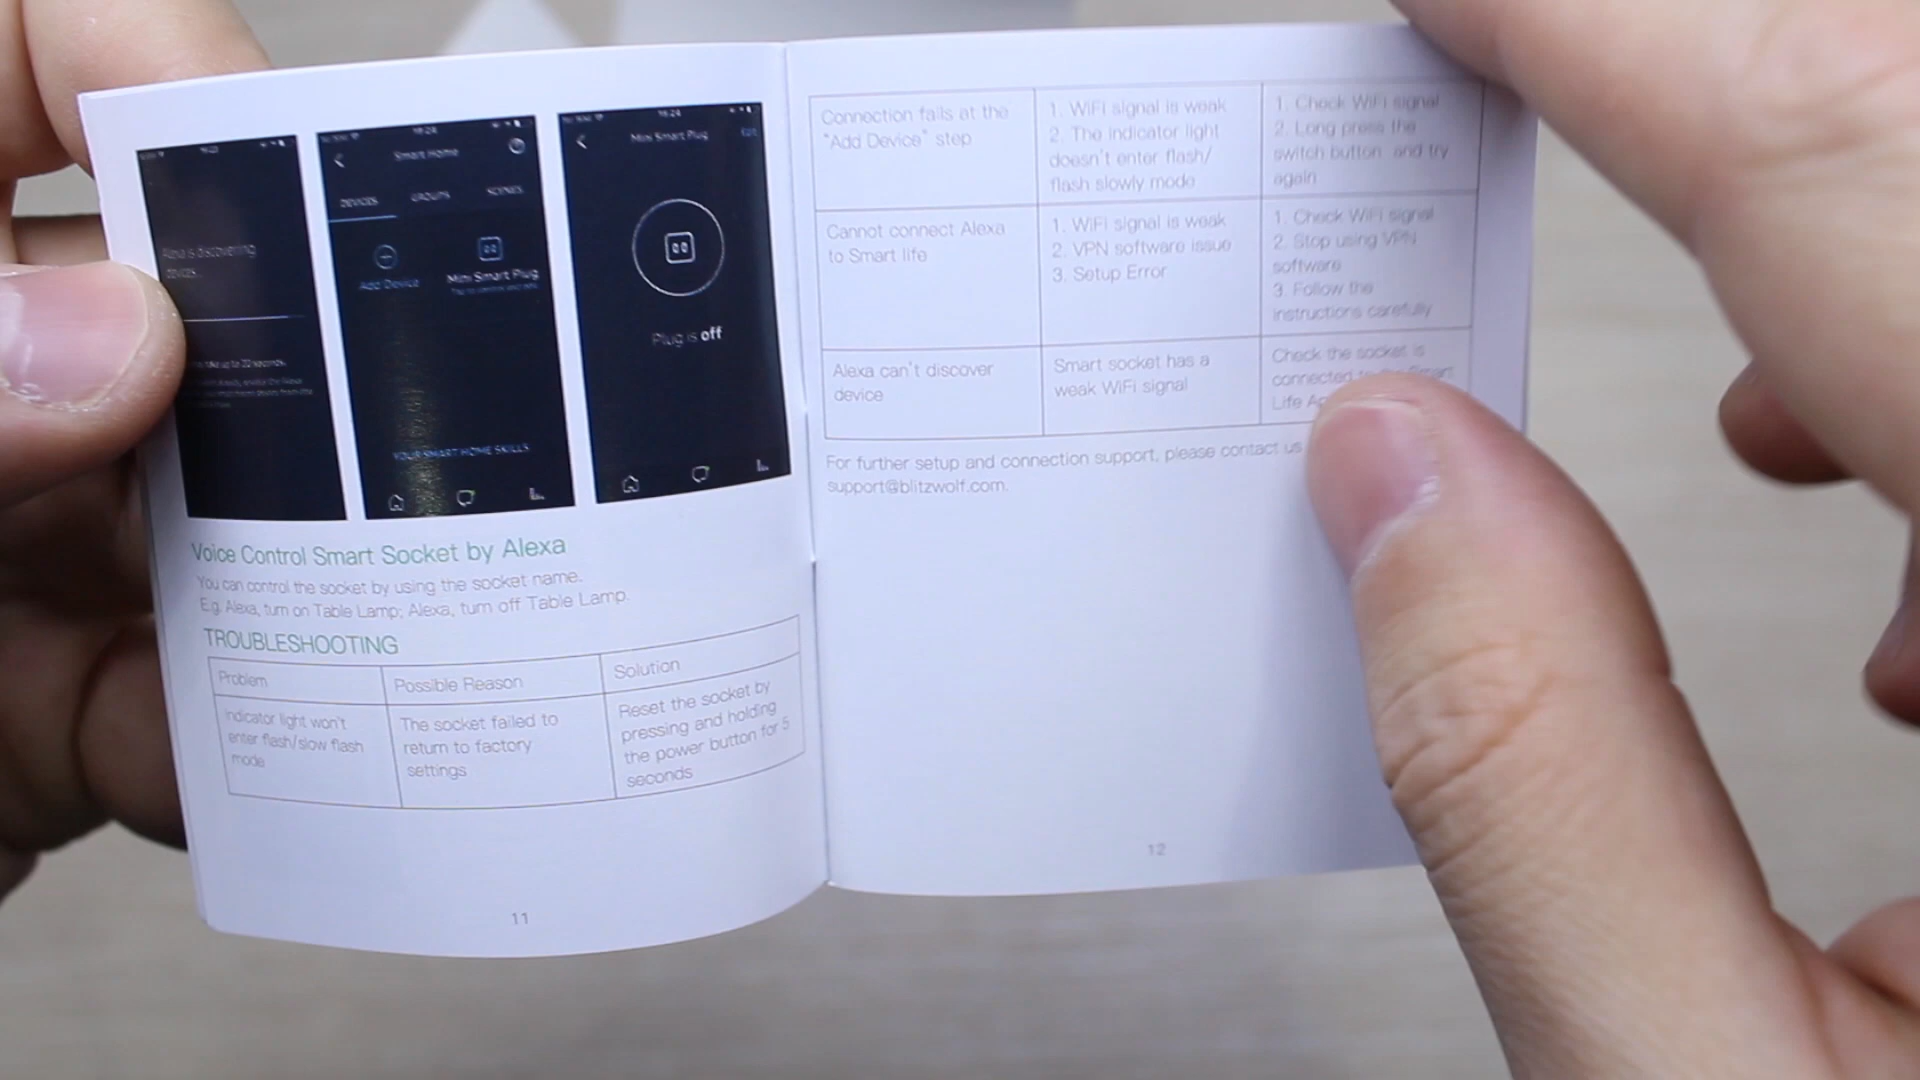 Alexa is discovering
devices...
16:24
Smart Home
DEVICES GROUPS SCENES
Add Device
Mini Smart Plug
YOUR SMART HOME SKILLS
16:24
Mini Smart Plug Edit
Plug is off
Voice Control Smart Socket by Alexa
You can control the socket by using the socket name.
E.g. Alexa, turn on Table Lamp; Alexa, turn off Table Lamp
TROUBLESHOOTING
Problem
Possible Reason
Solution
Indicator light won't
enter flash/slow flash
mode
The socket failed to
return to factory
settings
Reset the socket by
pressing and holding
the power button for 5
seconds
11
Connection fails at the
"Add Device" step
1. WiFi signal is weak
2. The indicator light
doesn't enter flash/
flash slowly mode
1. Check WiFi signal
2. Long press the
switch button and try
again
Cannot connect Alexa
to Smart life
1. WiFi signal is weak
2. VPN software issue
3. Setup Error
1. Check WiFi signal
2. Stop using VPN
software
3. Follow the
instructions carefully
Alexa can't discover
device
Smart socket has a
weak WiFi signal
Check the socket is
connected to the Smart
Life
For further setup and connection support, please contact us
support@blitzwolf.com.
12